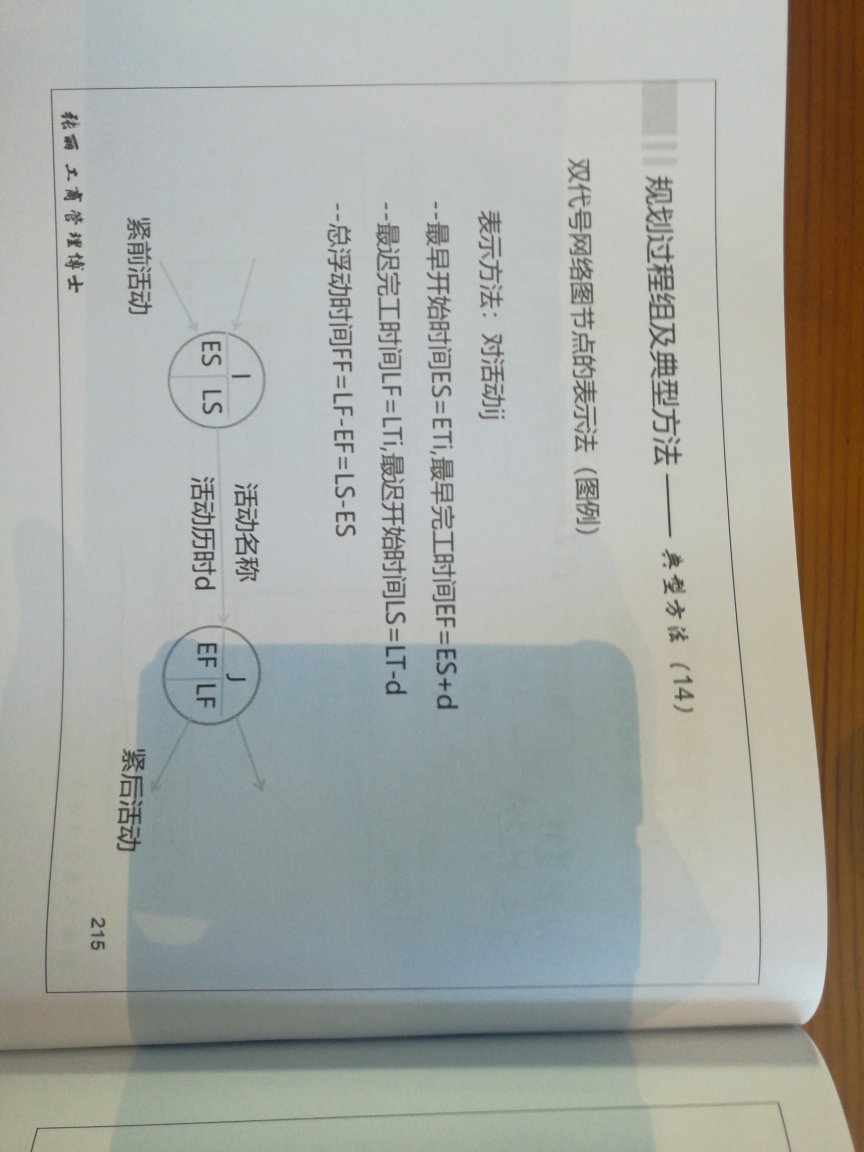 规划过程组及典型方法 —— 典型方法（14）
双代号网络图节点的表示法（图例）
表示方法：对活动ij
--最早开始时间ES=ETi,最早完工时间EF=ES+d
--最迟完工时间LF=LTi,最迟开始时间LS=LT-d
--总浮动时间FF=LF-EF=LS-ES
I
ES LS
活动名称
活动历时d
J
EF LF
紧前活动
紧后活动
张丽 工商管理博士
215